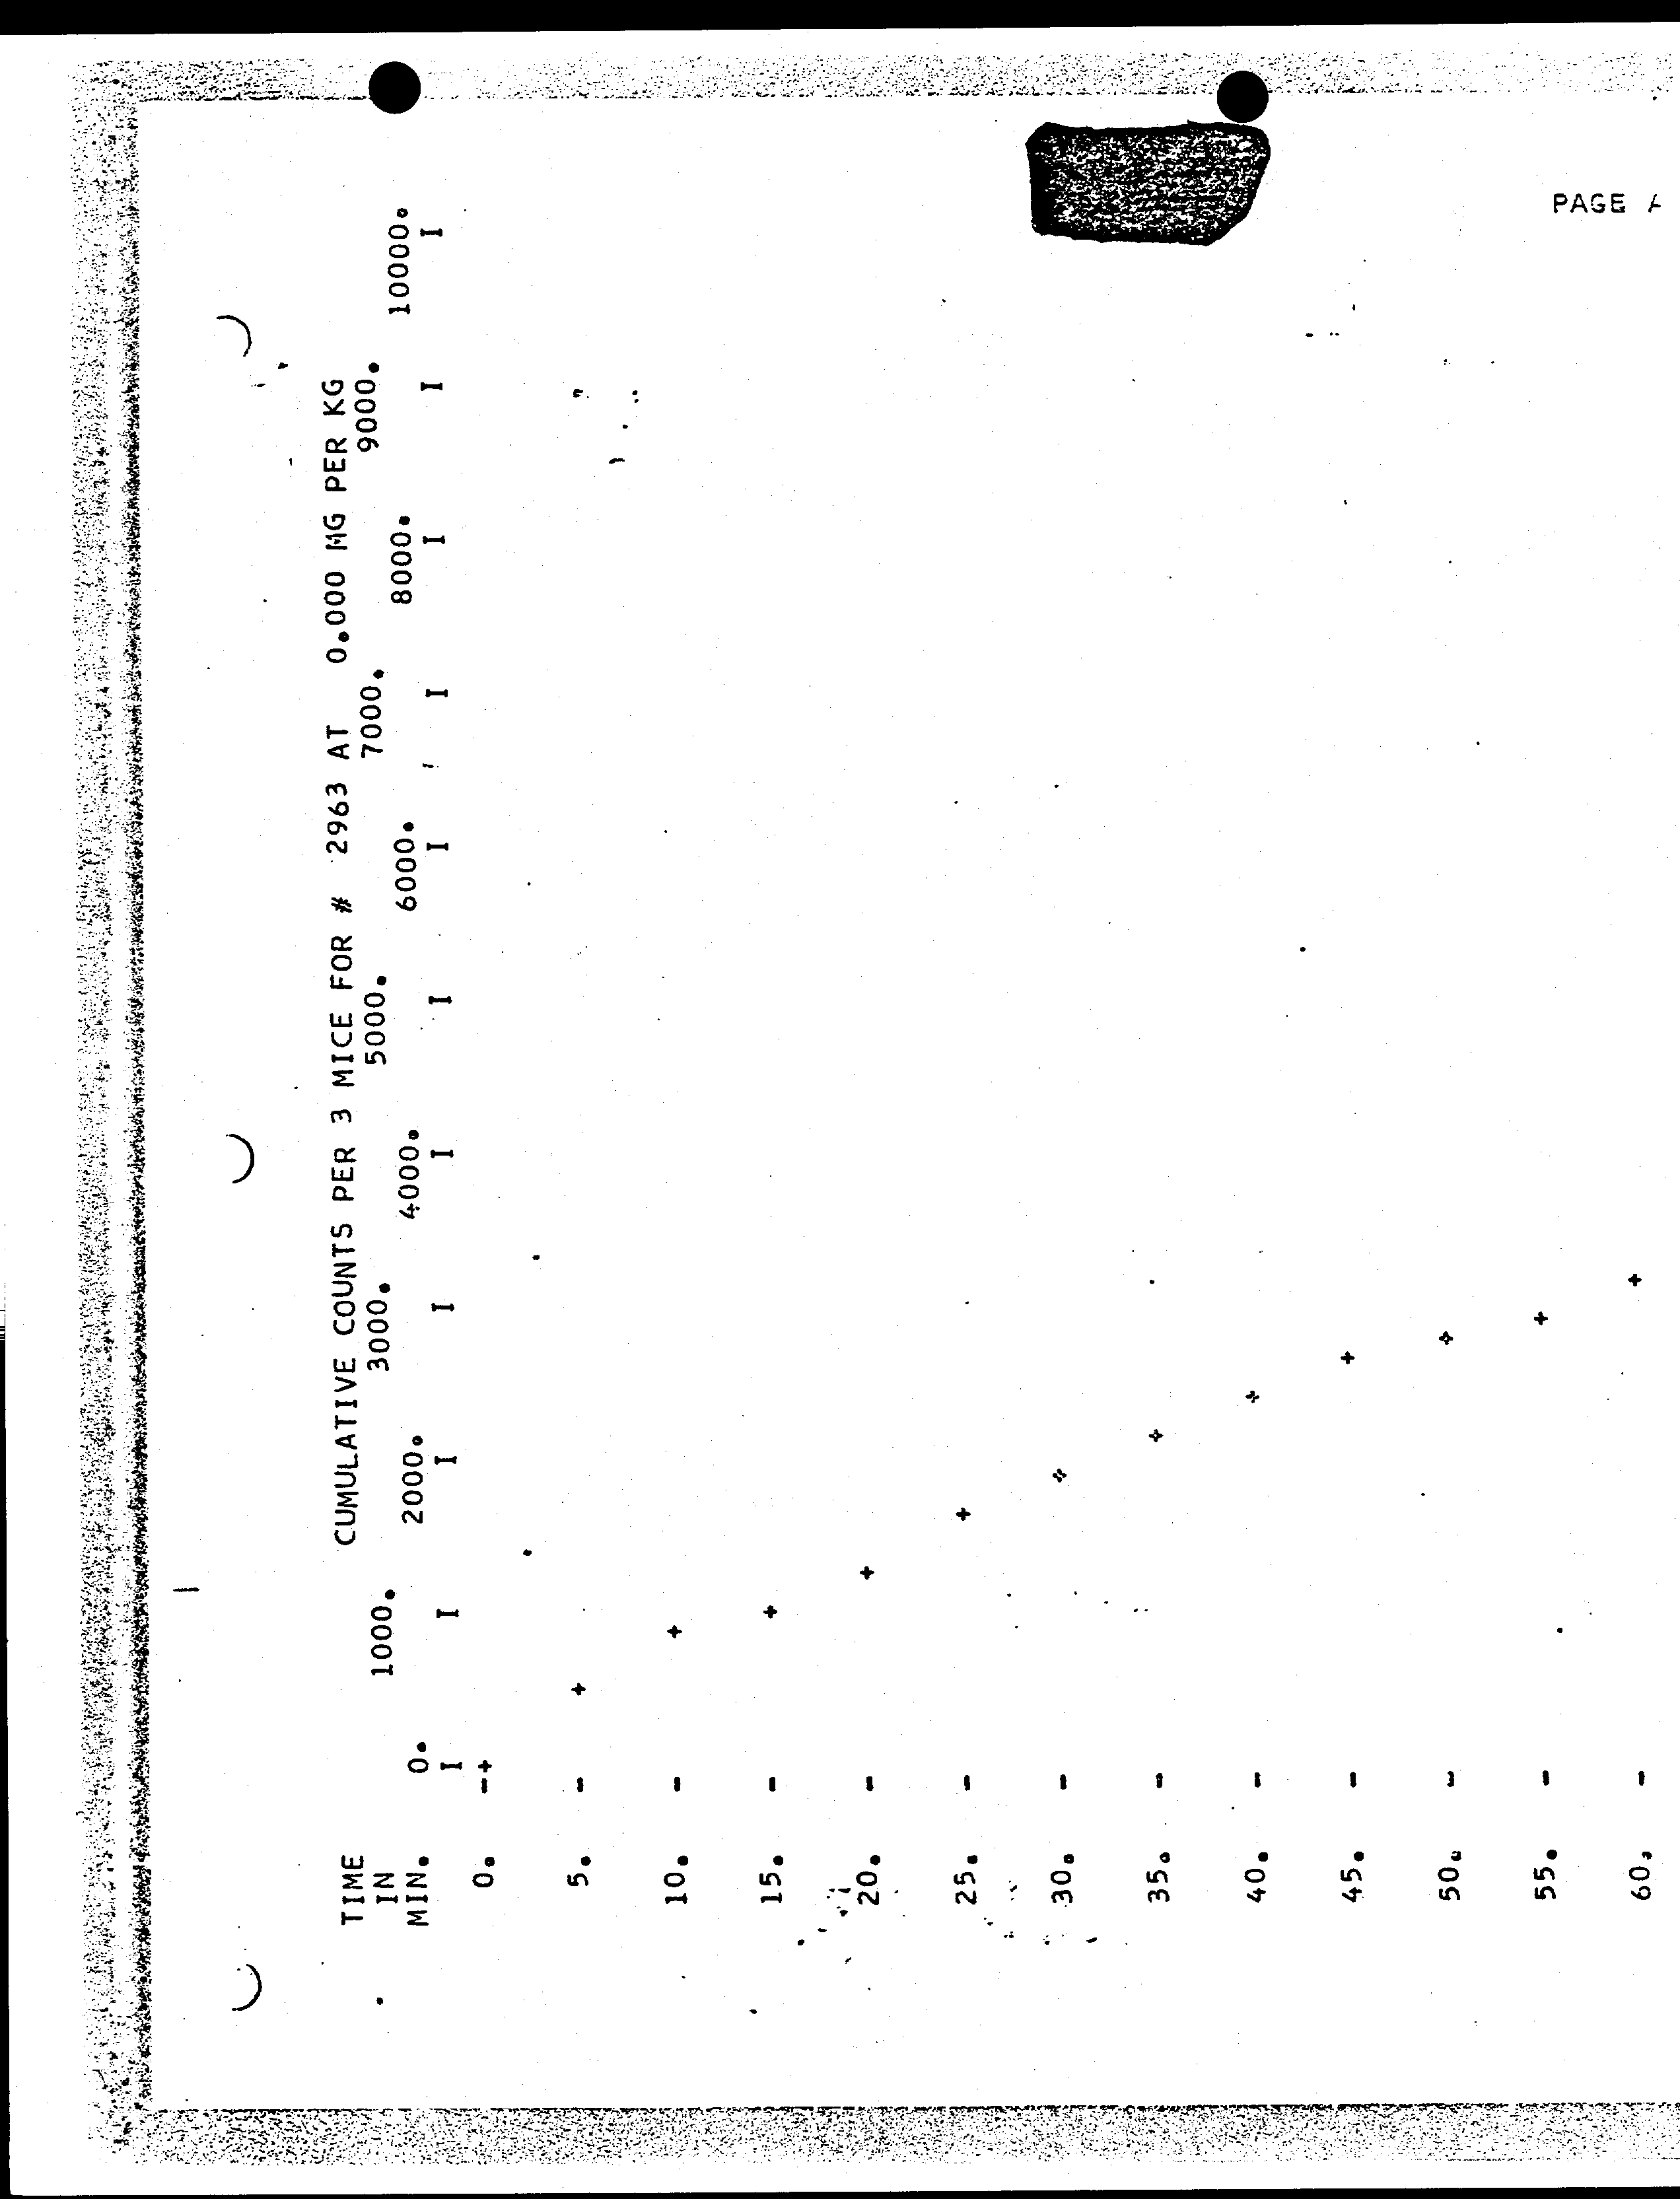 CUMULATIVE COUNTS PER 3 MICE FOR # 2963 AT 0.000 MG PER KG
TIME
IN 1000. 3000. 5000. 7000. 9000.
MIN. 0. 2000. 4000. 6000. 8000. 10000.
I I I I I I I I I I I
0. -+
5. - +
10. - +
15. - +
20. - +
25. - +
30. - +
35. - +
40. - +
45. - +
50. - +
55. - +
60. - +
PAGE